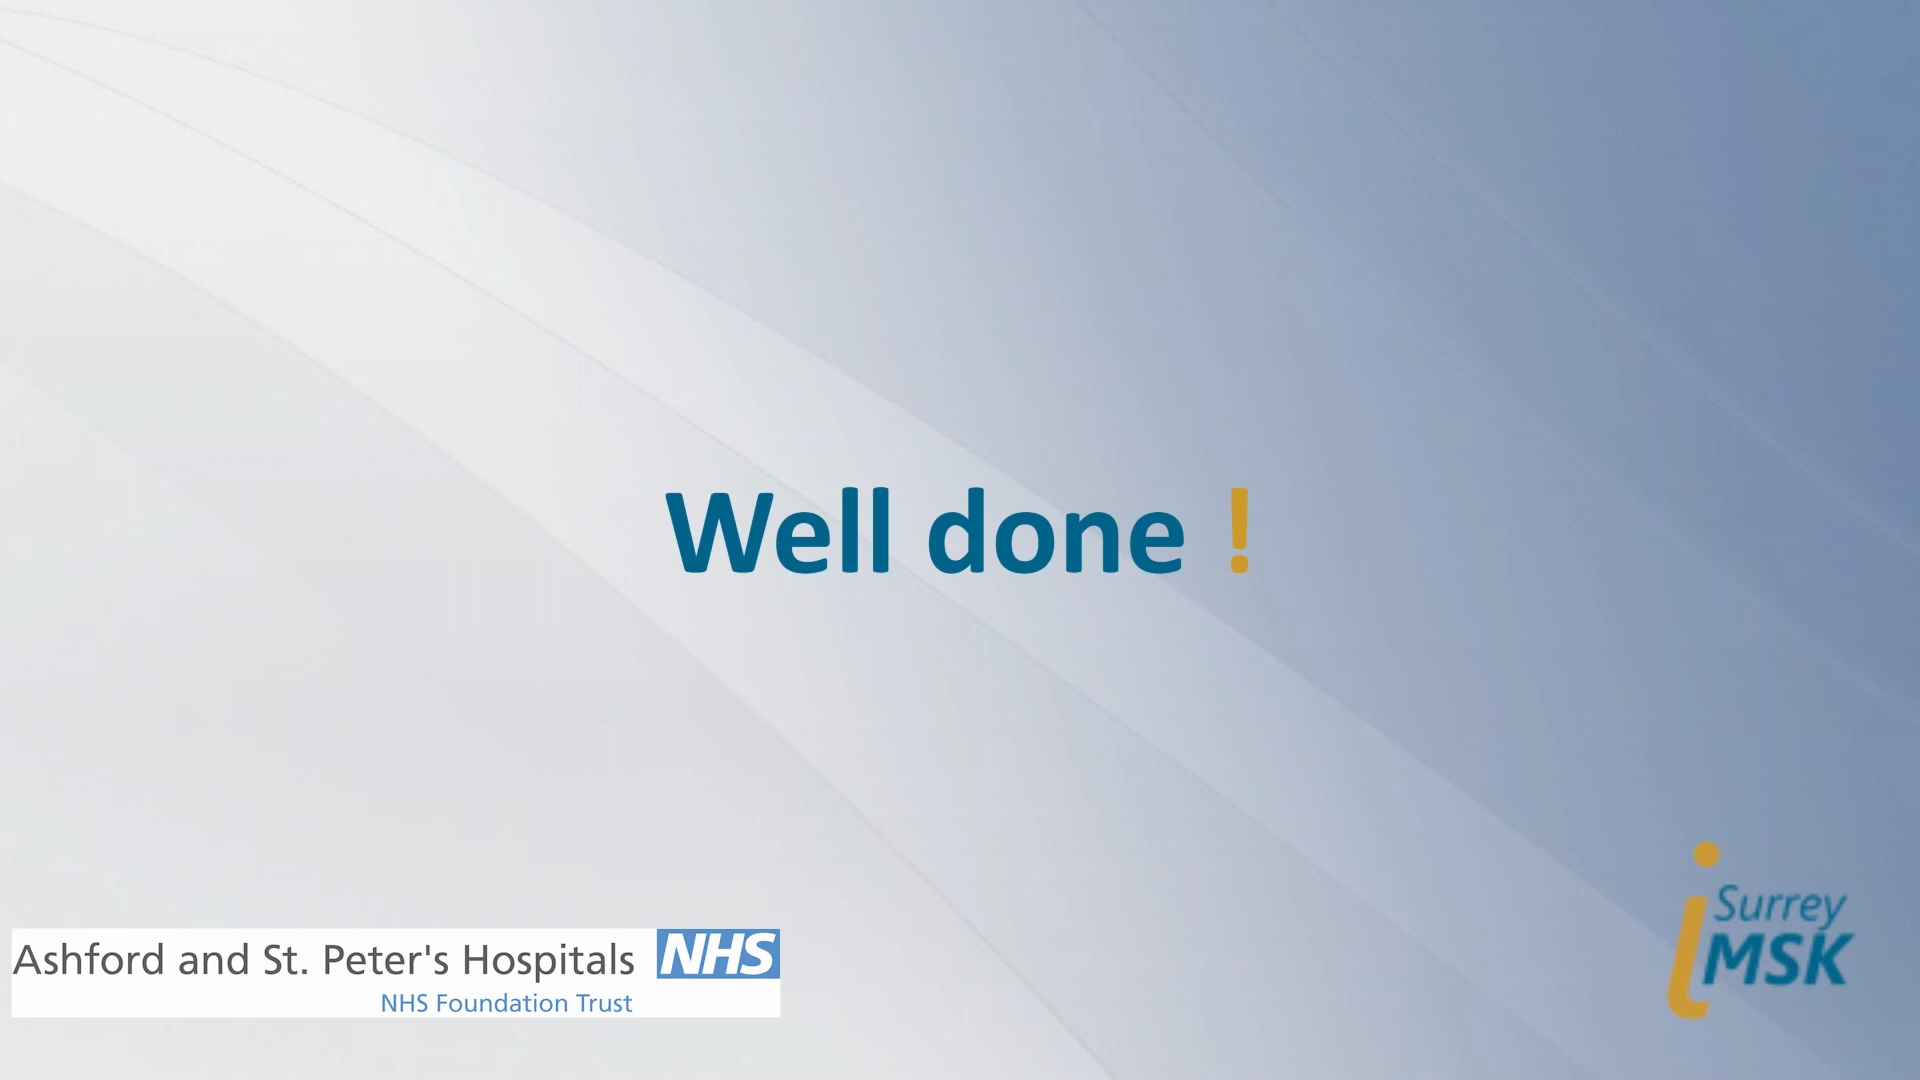 Well done !
Ashford and St. Peter's Hospitals NHS
NHS Foundation Trust
i Surrey
MSK